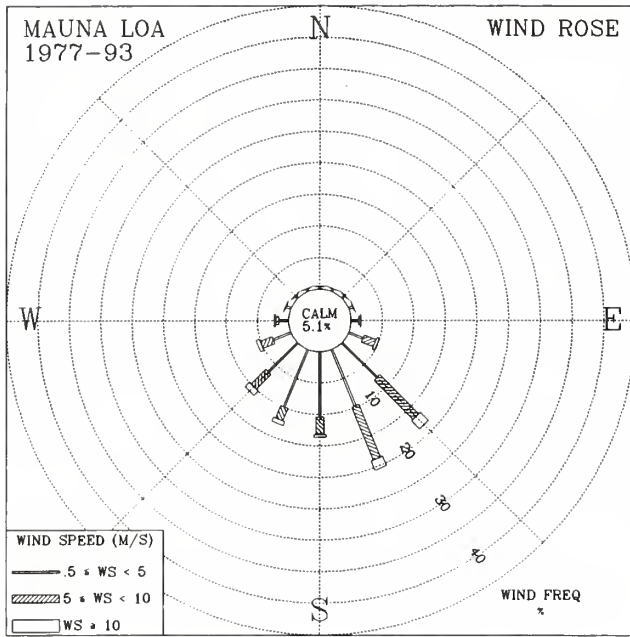 MAUNA LOA
1977-93
N
WIND ROSE
W
CALM
5.1%
E
10
20
30
40
WIND SPEED (M/S)
.5 ≤ WS < 5
5 ≤ WS < 10
WS ≥ 10
S
WIND FREQ
%